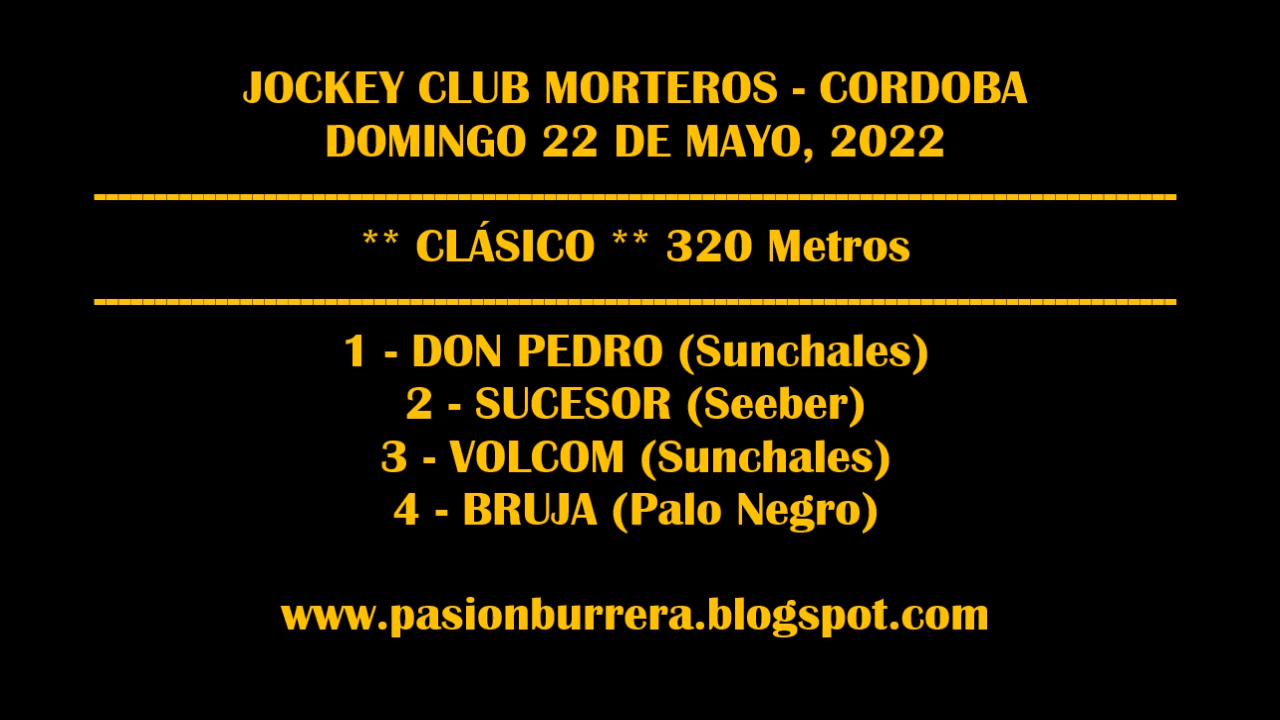 JOCKEY CLUB MORTEROS - CORDOBA
DOMINGO 22 DE MAYO, 2022
------------------------------------------------------------------------------------------
** CLÁSICO ** 320 Metros
------------------------------------------------------------------------------------------
1 - DON PEDRO (Sunchales)
2 - SUCESOR (Seeber)
3 - VOLCOM (Sunchales)
4 - BRUJA (Palo Negro)
www.pasionburrera.blogspot.com